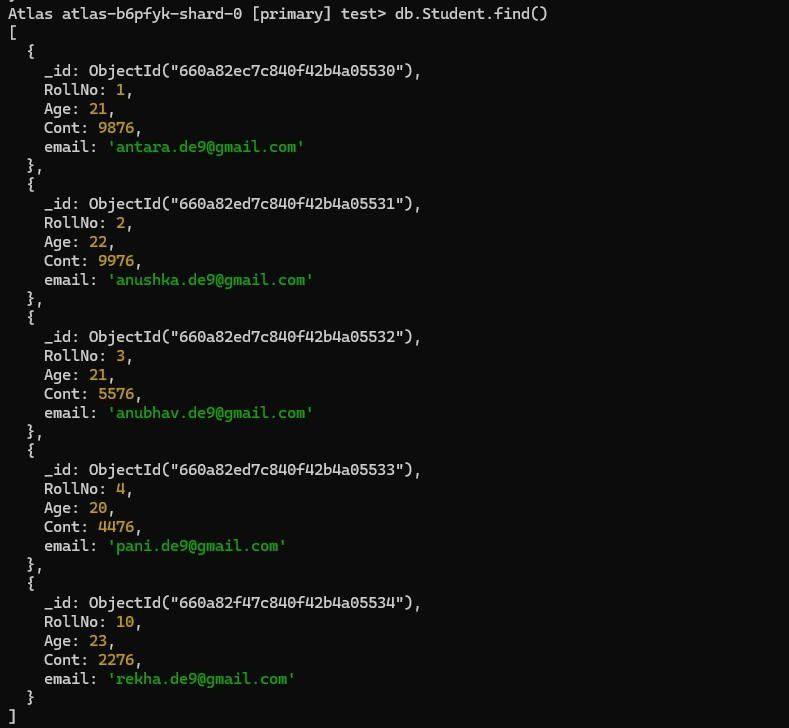 Atlas atlas-b6pfyk-shard-0 [primary] test> db.Student.find()
[
  {
    _id: ObjectId("660a82ec7c840f42b4a05530"),
    RollNo: 1,
    Age: 21,
    Cont: 9876,
    email: 'antara.de9@gmail.com'
  },
  {
    _id: ObjectId("660a82ed7c840f42b4a05531"),
    RollNo: 2,
    Age: 22,
    Cont: 9976,
    email: 'anushka.de9@gmail.com'
  },
  {
    _id: ObjectId("660a82ed7c840f42b4a05532"),
    RollNo: 3,
    Age: 21,
    Cont: 5576,
    email: 'anubhav.de9@gmail.com'
  },
  {
    _id: ObjectId("660a82ed7c840f42b4a05533"),
    RollNo: 4,
    Age: 20,
    Cont: 4476,
    email: 'pani.de9@gmail.com'
  },
  {
    _id: ObjectId("660a82f47c840f42b4a05534"),
    RollNo: 10,
    Age: 23,
    Cont: 2276,
    email: 'rekha.de9@gmail.com'
  }
]